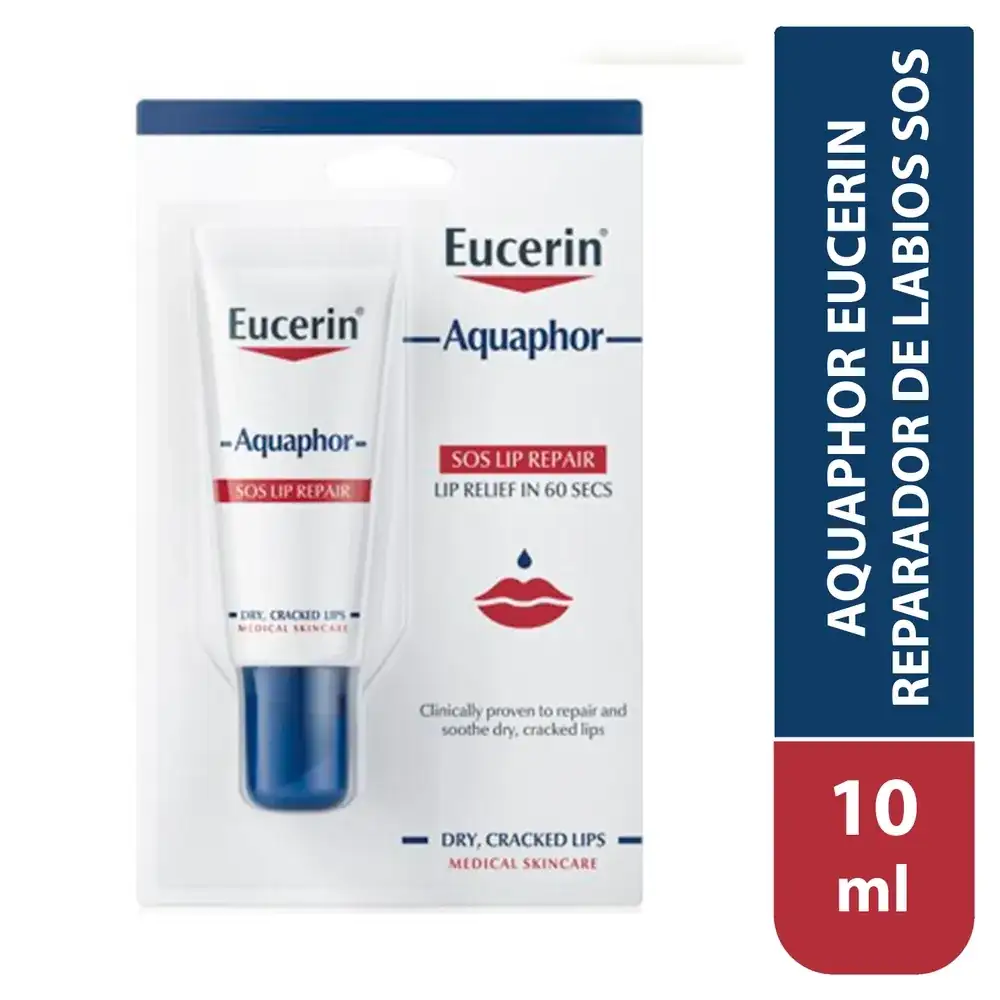 Eucerin®
Aquaphor
SOS LIP REPAIR
DRY, CRACKED LIPS
MEDICAL SKINCARE
Eucerin®
Aquaphor
SOS LIP REPAIR
LIP RELIEF IN 60 SECS
Clinically proven to repair and
soothe dry, cracked lips
DRY, CRACKED LIPS
MEDICAL SKINCARE
AQUAPHOR EUCERIN
REPARADOR DE LABIOS SOS
10
ml